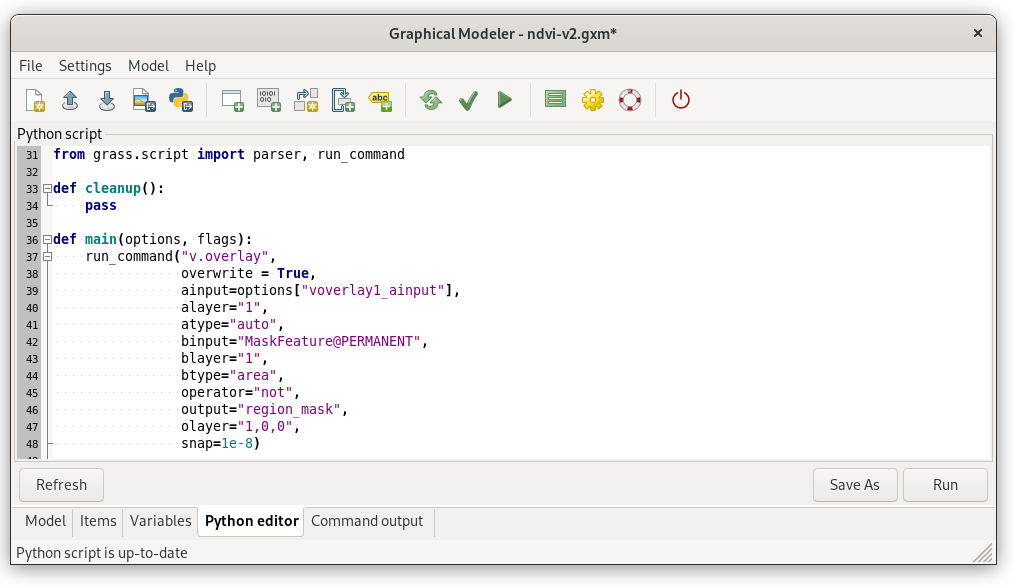 Graphical Modeler - ndvi-v2.gxm*
File Settings Model Help
abc
Python script
31 from grass.script import parser, run_command
32
33 def cleanup():
34 pass
35
36 def main(options, flags):
37 run_command("v.overlay",
38 overwrite = True,
39 ainput=options["voverlay1_ainput"],
40 alayer="1",
41 atype="auto",
42 binput="MaskFeature@PERMANENT",
43 blayer="1",
44 btype="area",
45 operator="not",
46 output="region_mask",
47 olayer="1,0,0",
48 snap=1e-8)
Refresh Save As Run
Model Items Variables Python editor Command output
Python script is up-to-date